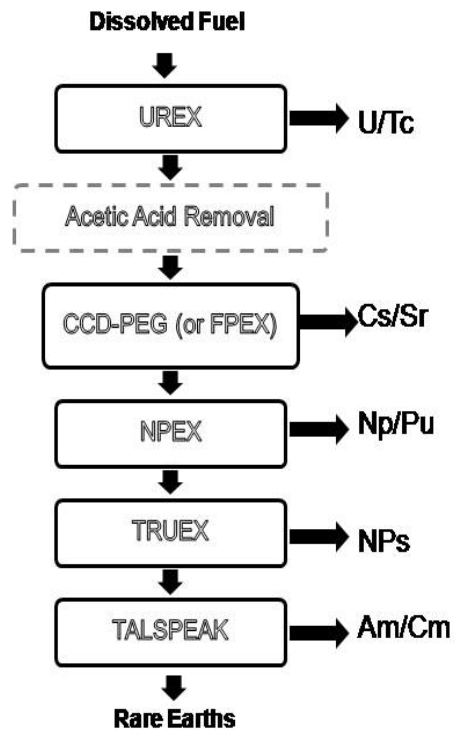 Dissolved Fuel
UREX
U/Tc
Acetic Acid Removal
CCD-PEG (or FPEX)
Cs/Sr
NPEX
Np/Pu
TRUEX
NPs
TALSPEAK
Am/Cm
Rare Earths